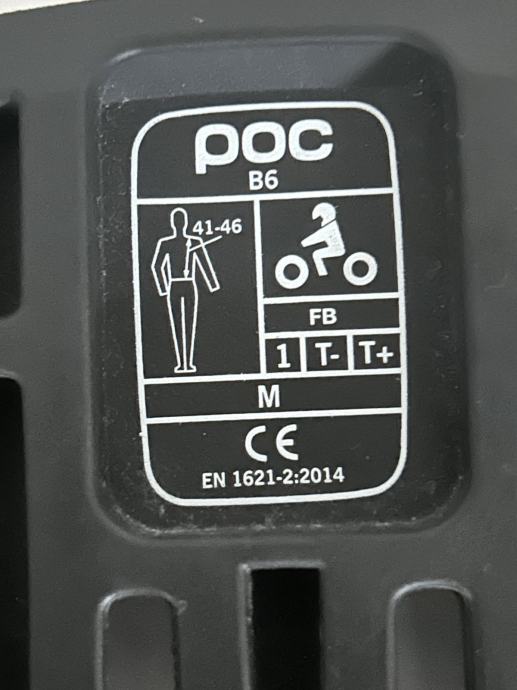 poc
B6
41-46
FB
1 T- T+
M
CE
EN 1621-2:2014